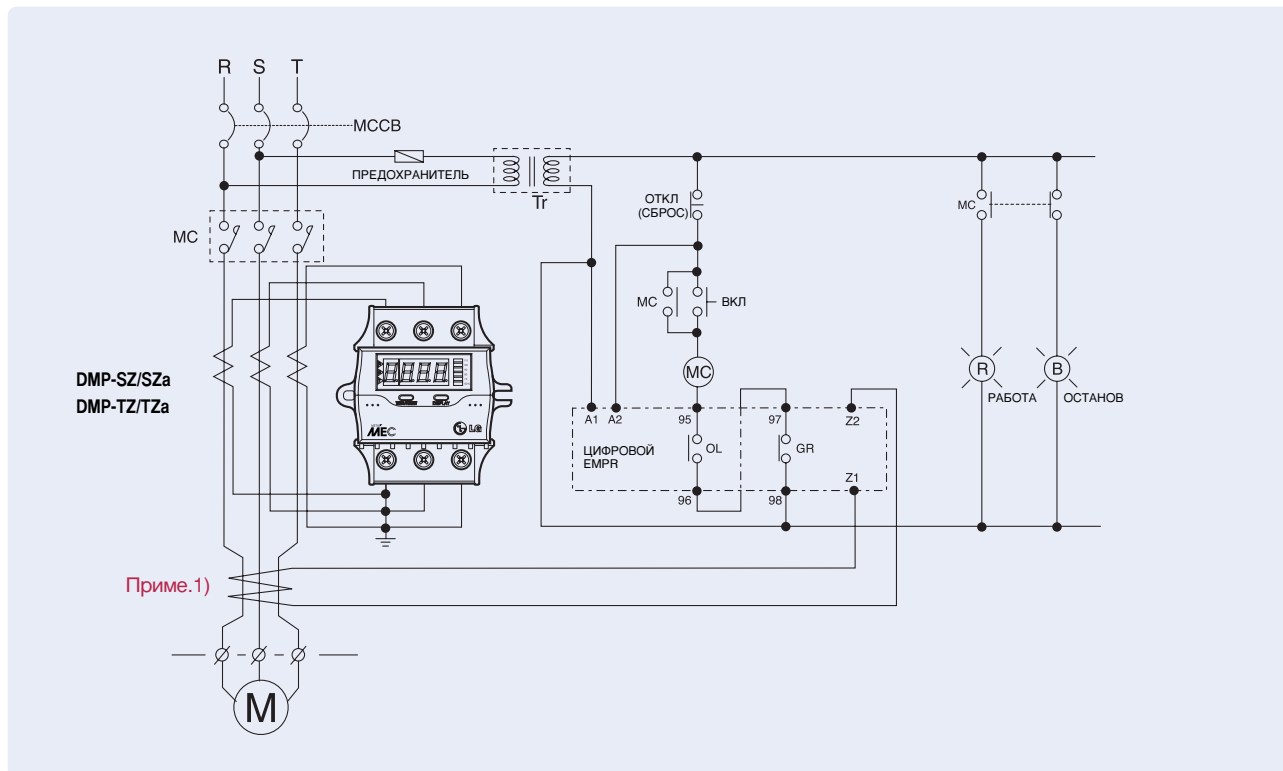 R S T
MCCB
ПРЕДОХРАНИТЕЛЬ
Tr
ОТКЛ
(СБРОС)
MC
MC
MC
ВКЛ
MC
DMP-SZ/SZa
DMP-TZ/TZa
MEC
LG
R
РАБОТА
B
ОСТАНОВ
A1 A2 95 97 Z2
ЦИФРОВОЙ
EMPR
OL
GR
Z1
96 98
Приме.1)
M